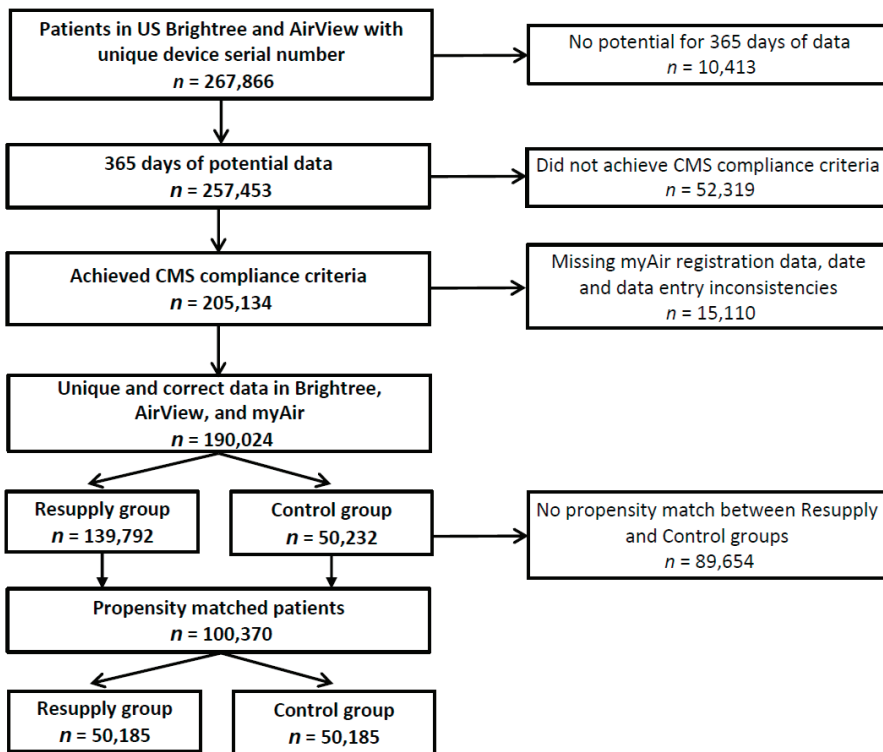 Patients in US Brightree and AirView with
unique device serial number
n = 267,866
No potential for 365 days of data
n = 10,413
365 days of potential data
n = 257,453
Did not achieve CMS compliance criteria
n = 52,319
Achieved CMS compliance criteria
n = 205,134
Missing myAir registration data, date
and data entry inconsistencies
n = 15,110
Unique and correct data in Brightree,
AirView, and myAir
n = 190,024
Resupply group
n = 139,792
Control group
n = 50,232
No propensity match between Resupply
and Control groups
n = 89,654
Propensity matched patients
n = 100,370
Resupply group
n = 50,185
Control group
n = 50,185